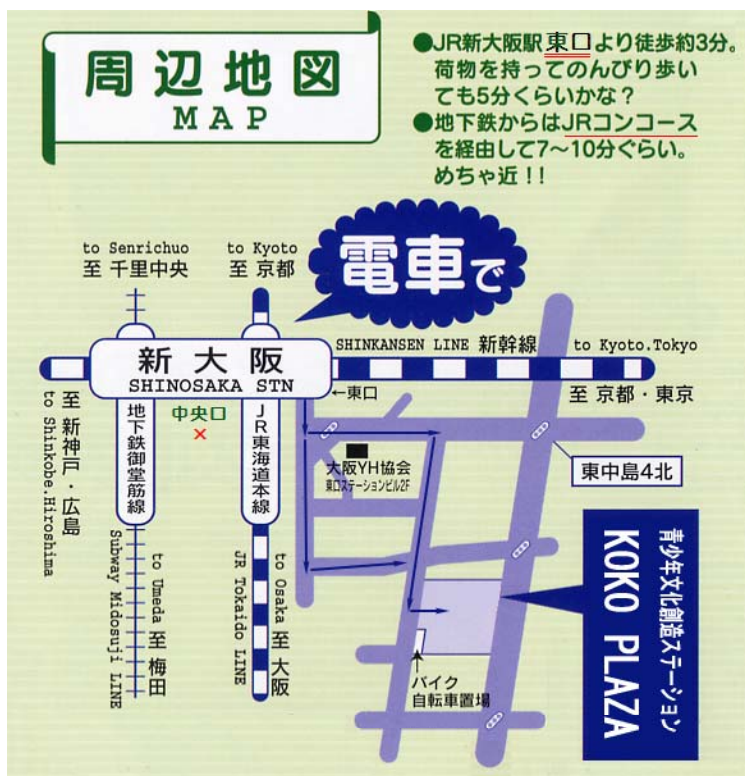 周辺地図
MAP
●JR新大阪駅東口より徒歩約3分。
荷物を持ってのんびり歩い
ても5分くらいかな？
●地下鉄からはJRコンコース
を経由して7〜10分ぐらい。
めちゃ近！！
to Senrichuo
至 千里中央
to Kyoto
至 京都
電車で
新大阪
SHINOSAKA STN
SHINKANSEN LINE 新幹線
to Kyoto.Tokyo
至 京都・東京
←東口
中央口
×
地下鉄御堂筋線
JR東海道本線
至 新神戸・広島
to Shinkobe.Hiroshima
大阪YH協会
東口ステーションビル2F
東中島4北
青少年文化創造ステーション
KOKO PLAZA
to Umeda 至 梅田
Subway Midosuji LINE
to Osaka 至 大阪
JR Tokaido LINE
バイク
自転車置場